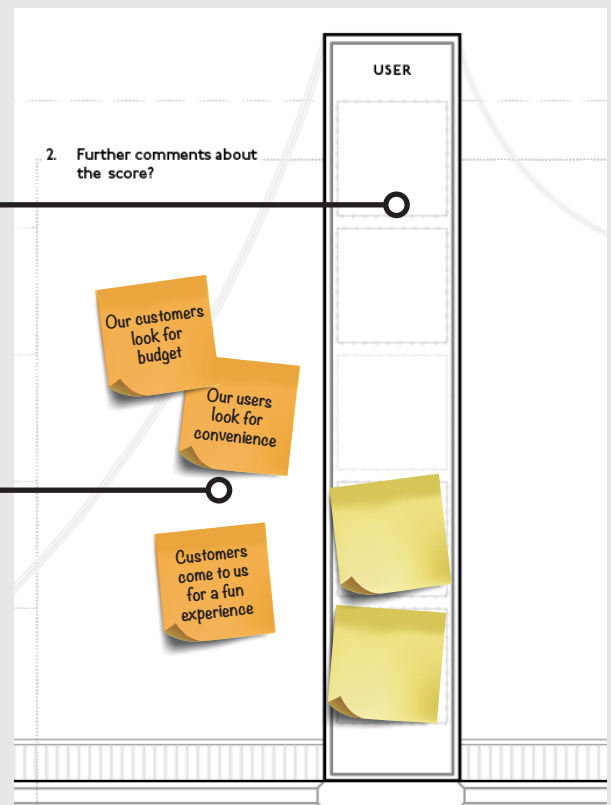 USER
2. Further comments about
the score?
Our customers
look for
budget
Our users
look for
convenience
Customers
come to us
for a fun
experience